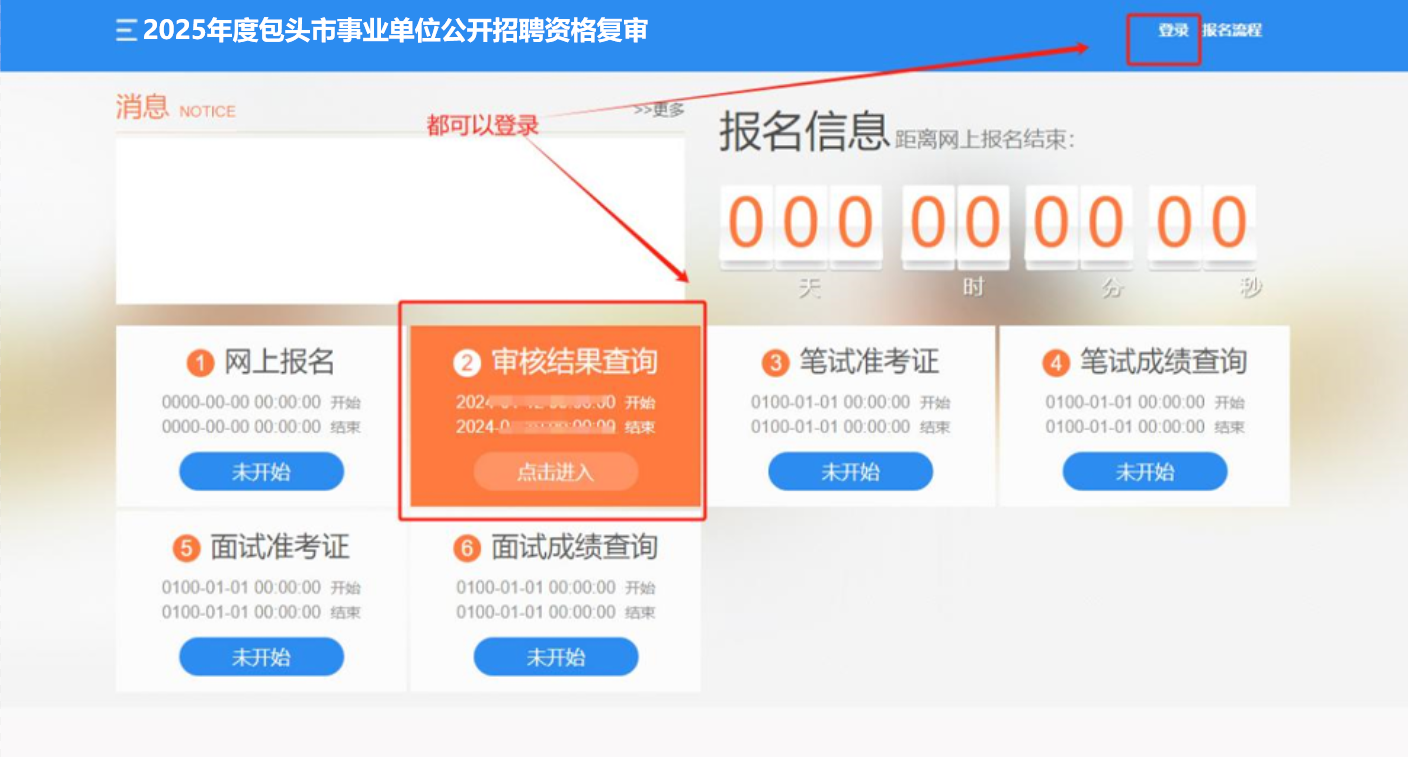 2025年度包头市事业单位公开招聘资格复审
登录 报名流程
消息 NOTICE
>>更多
都可以登录
报名信息 距离网上报名结束:
000 00 00 00
天 时 分 秒
1 网上报名
0000-00-00 00:00:00 开始
0000-00-00 00:00:00 结束
未开始
2 审核结果查询
2024 开始
2024-0 结束
点击进入
3 笔试准考证
0100-01-01 00:00:00 开始
0100-01-01 00:00:00 结束
未开始
4 笔试成绩查询
0100-01-01 00:00:00 开始
0100-01-01 00:00:00 结束
未开始
5 面试准考证
0100-01-01 00:00:00 开始
0100-01-01 00:00:00 结束
未开始
6 面试成绩查询
0100-01-01 00:00:00 开始
0100-01-01 00:00:00 结束
未开始